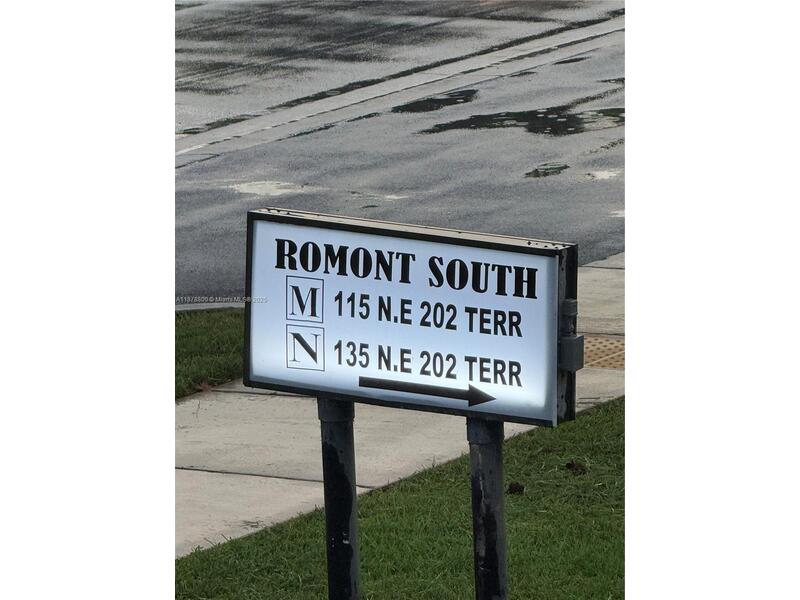 ROMONT SOUTH
M 115 N.E 202 TERR
N 135 N.E 202 TERR